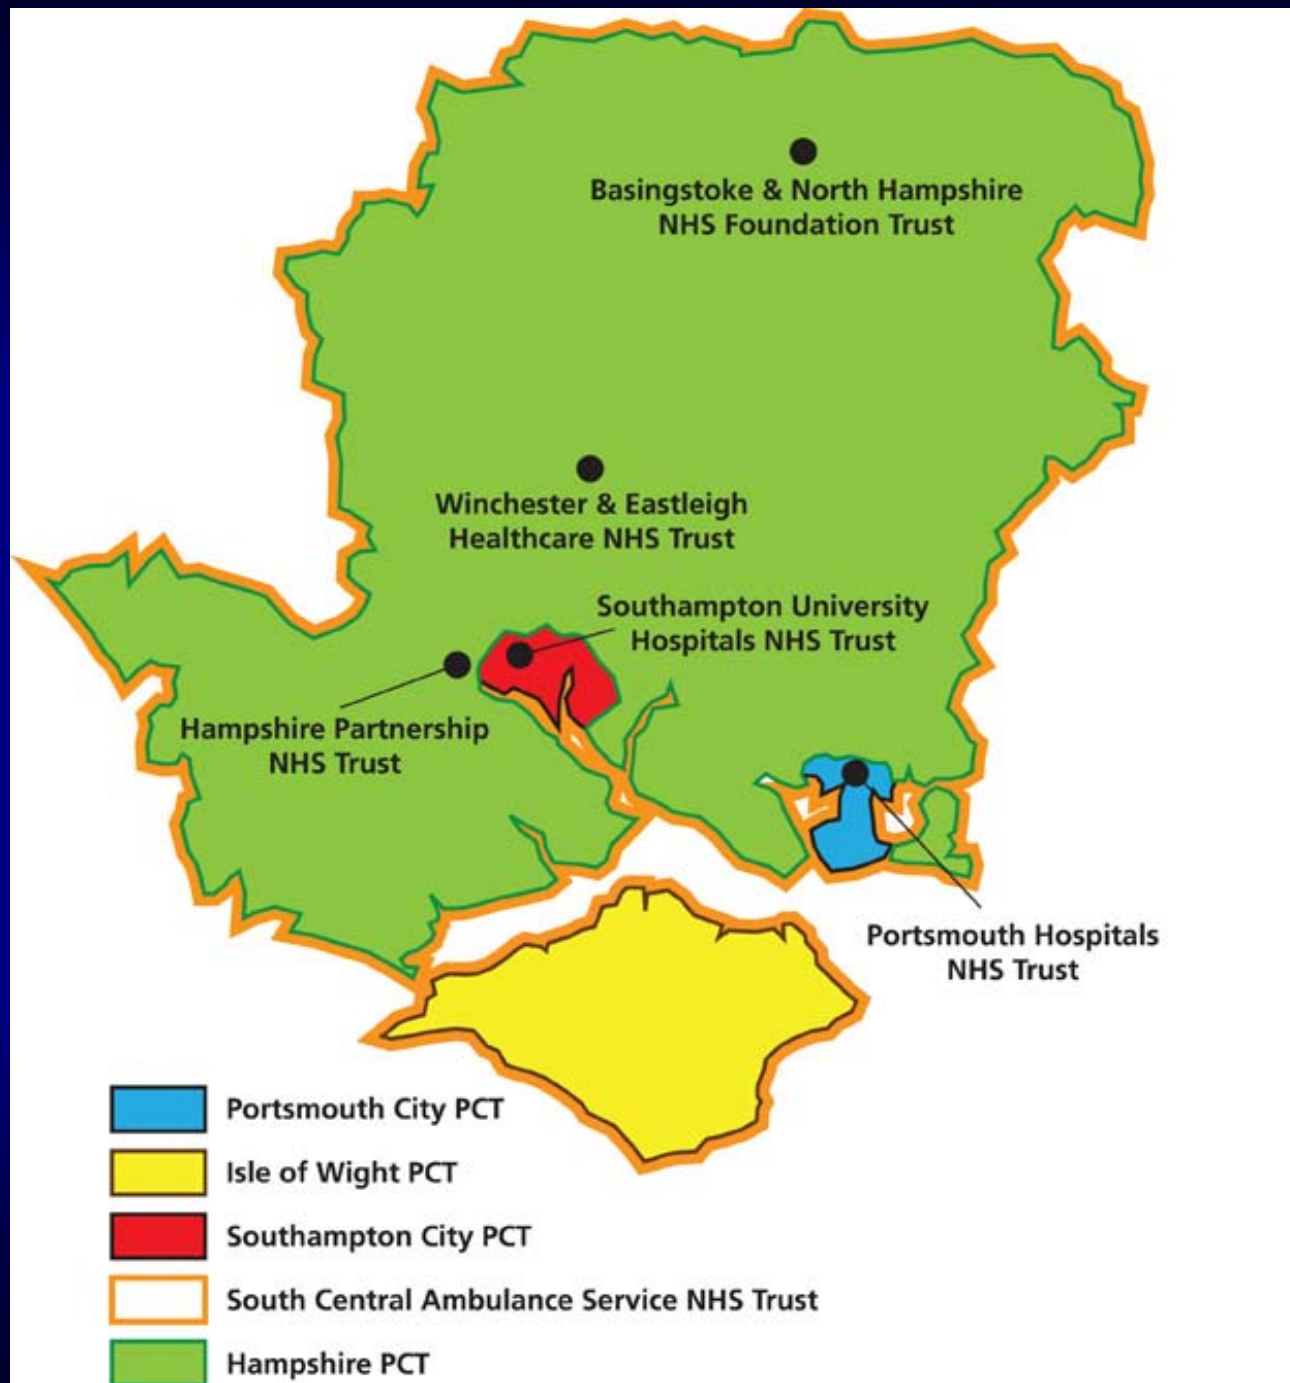 Basingstoke & North Hampshire
NHS Foundation Trust
Winchester & Eastleigh
Healthcare NHS Trust
Southampton University
Hospitals NHS Trust
Hampshire Partnership
NHS Trust
Portsmouth Hospitals
NHS Trust
Portsmouth City PCT
Isle of Wight PCT
Southampton City PCT
South Central Ambulance Service NHS Trust
Hampshire PCT